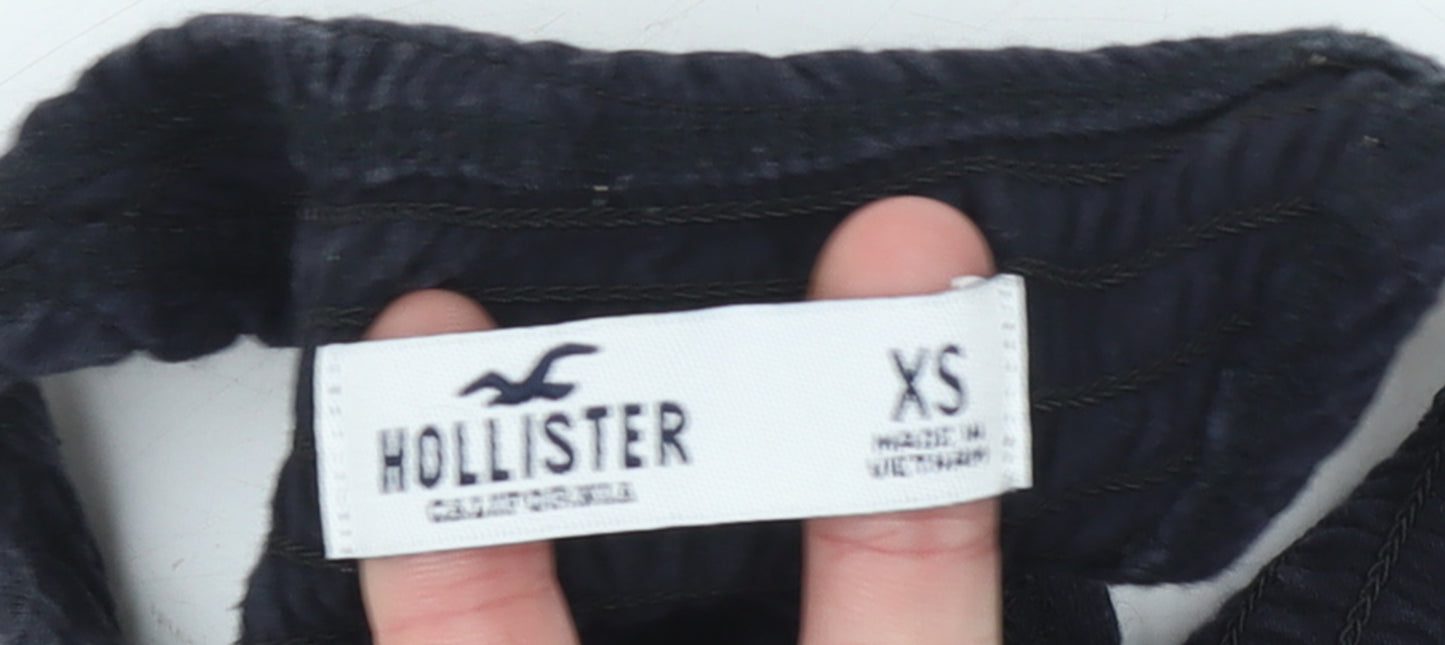 HOLLISTER
CALIFORNIA
XS
MADE IN
VIETNAM